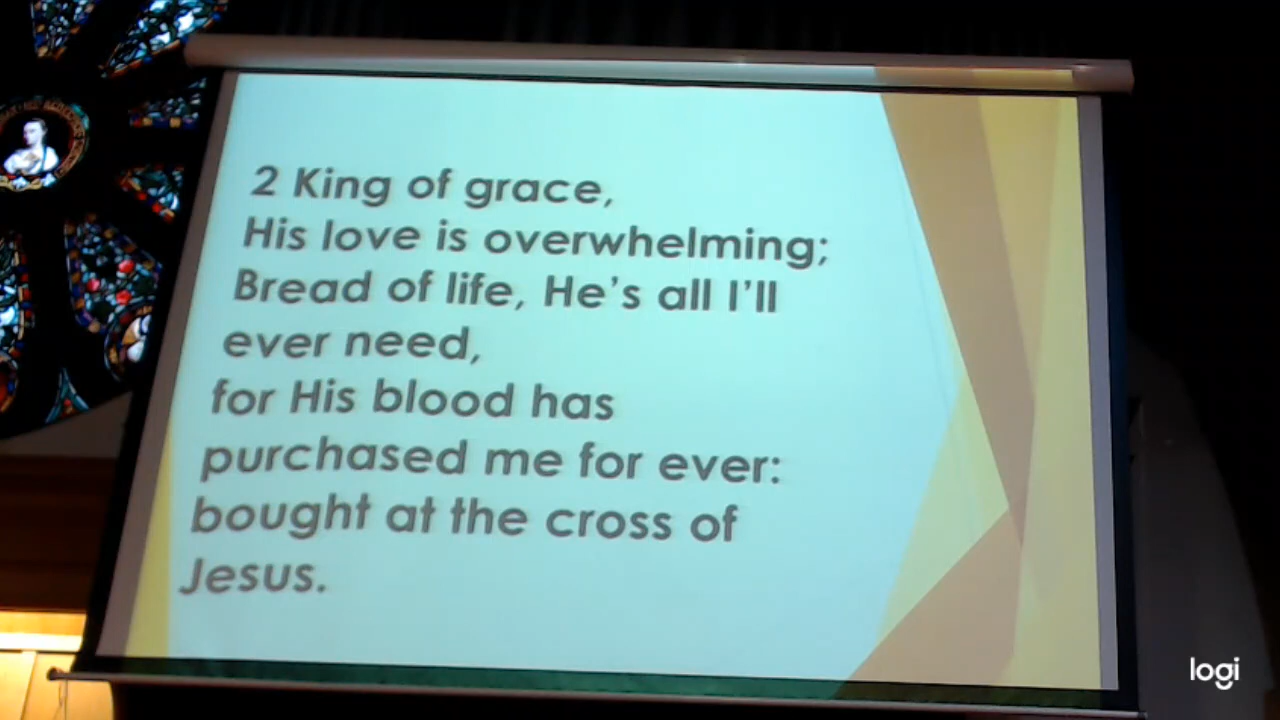 2 King of grace,
His love is overwhelming;
Bread of life, He's all I'll
ever need,
for His blood has
purchased me for ever:
bought at the cross of
Jesus.
logi